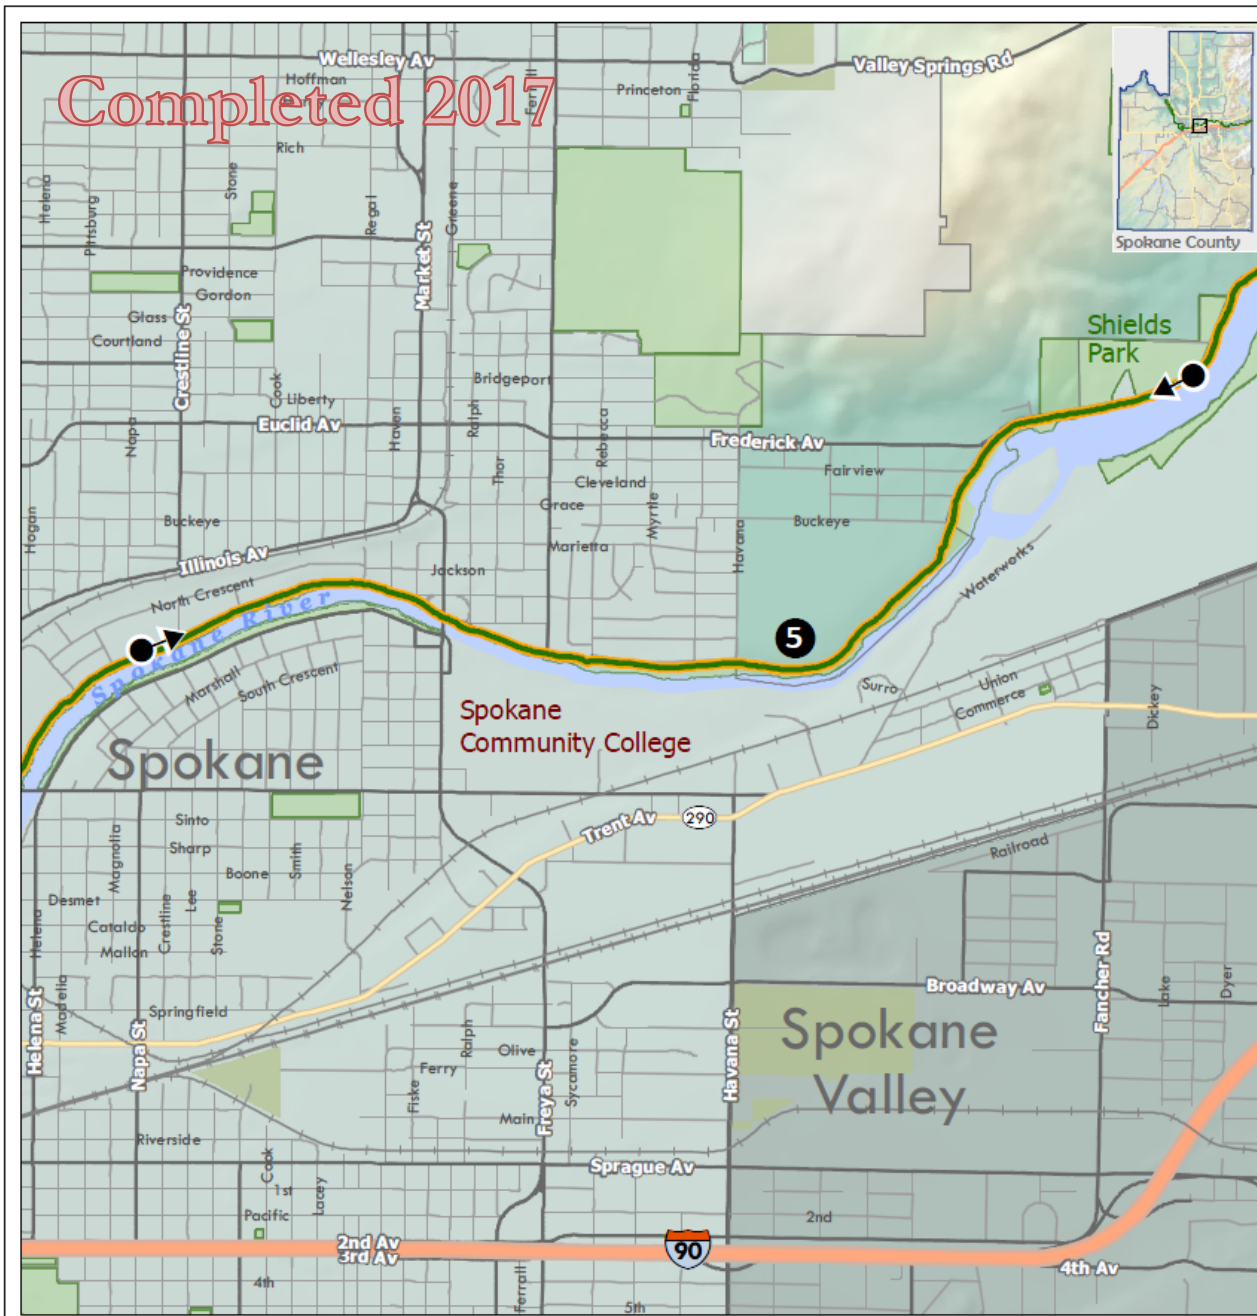 Completed 2017
Wellesley Av
Hoffman
Ferrall
Princeton
Florida
Valley Springs Rd
Spokane County
Rich
Helena
Pittsburg
Stone
Regal
Greene
Market St
Providence
Gordon
Glass
Courtland
Crestline St
Shields
Park
Bridgeport
Cook
Liberty
Euclid Av
Napa
Haven
Ralph
Rebecca
Frederick Av
Thor
Cleveland
Fairview
Grace
Myrtle
Buckeye
Buckeye
Hogan
Marietta
Havana
Illinois Av
Jackson
North Crescent
Waterworks
Spokane River
5
Marshall
South Crescent
Surro
Union
Commerce
Dickey
Spokane
Community College
Spokane
Sinto
Sharp
Magnolia
Boone
Smith
Nelson
Trent Av
290
Railroad
Desmet
Lee
Crestline
Stone
Cataldo
Mallon
Helena
Madelia
Springfield
Helena St
Napa St
Broadway Av
Fancher Rd
Lake
Dyer
Spokane
Valley
Havana St
Ralph
Olive
Ferry
Sycamore
Fiske
Main
Freya St
Riverside
Sprague Av
Cook
1st
Lacey
Pacific
2nd
2nd Av
3rd Av
90
4th Av
4th
Ferrall
5th